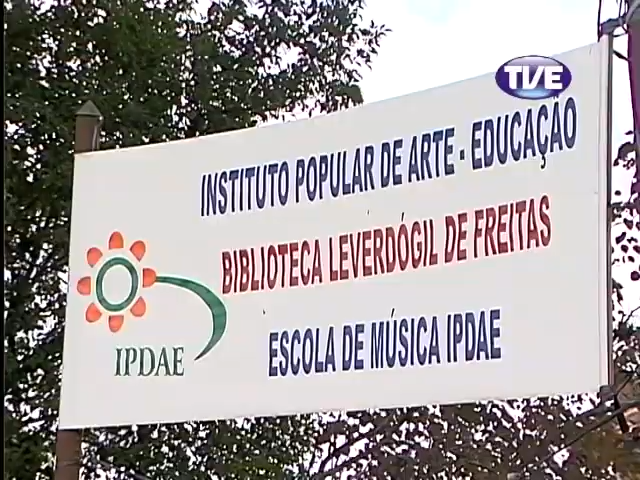 TVE
INSTITUTO POPULAR DE ARTE - EDUCAÇÃO
BIBLIOTECA LEVERDÓGIL DE FREITAS
ESCOLA DE MÚSICA IPDAE
IPDAE